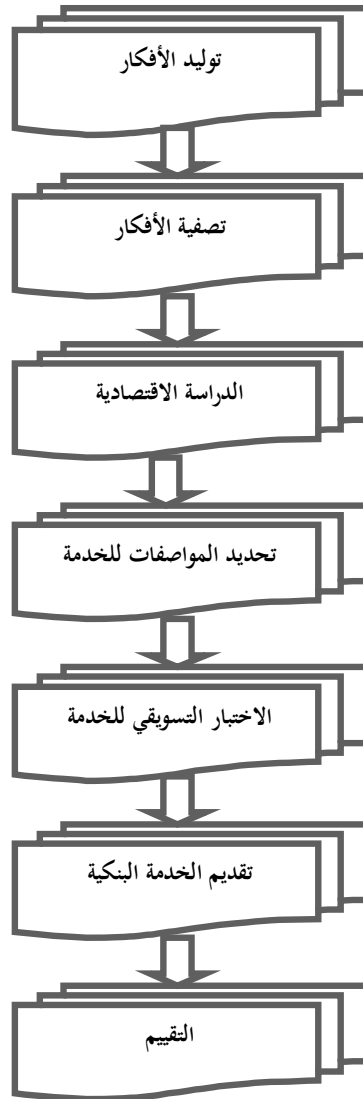 توليد الأفكار
تصفية الأفكار
الدراسة الاقتصادية
تحديد المواصفات للخدمة
الاختبار التسويقي للخدمة
تقديم الخدمة البنكية
التقييم